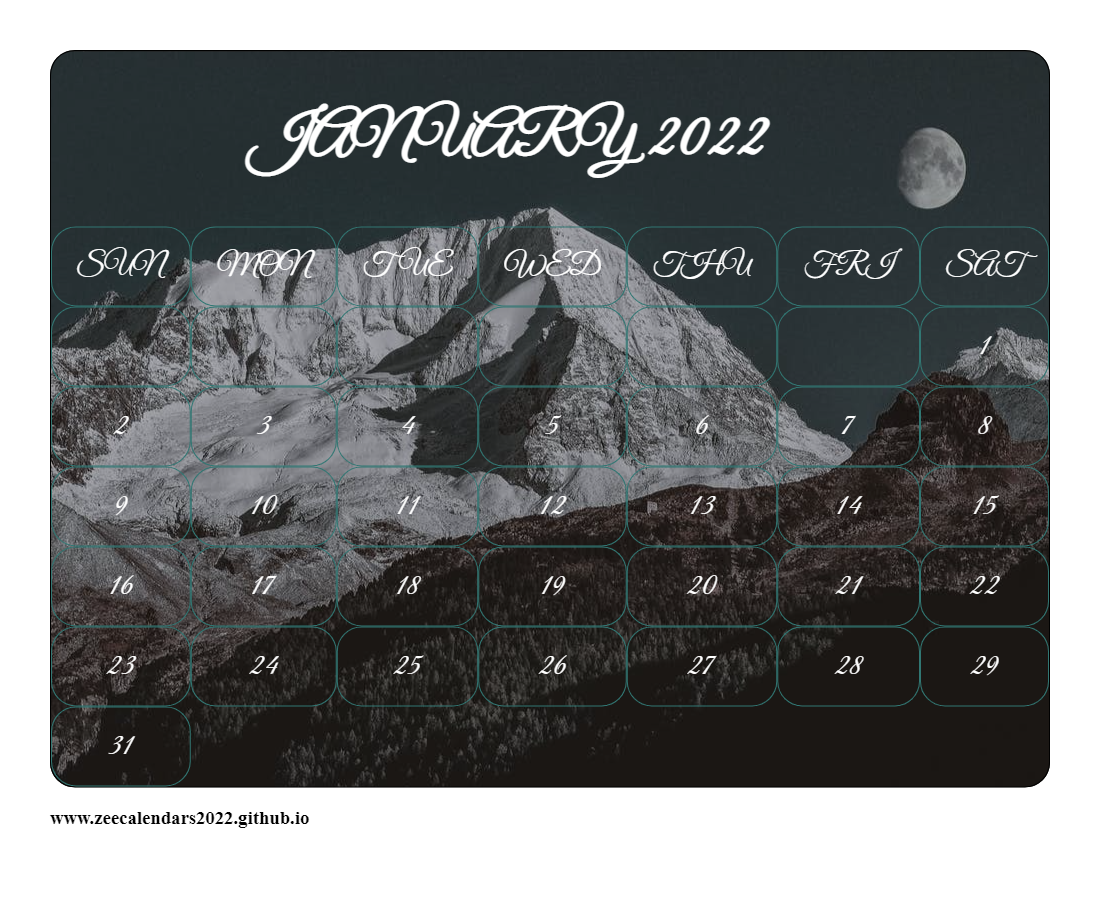 JANUARY 2022
SUN MON TUE WED THU FRI SAT
1
2 3 4 5 6 7 8
9 10 11 12 13 14 15
16 17 18 19 20 21 22
23 24 25 26 27 28 29
31
www.zeecalendars2022.github.io